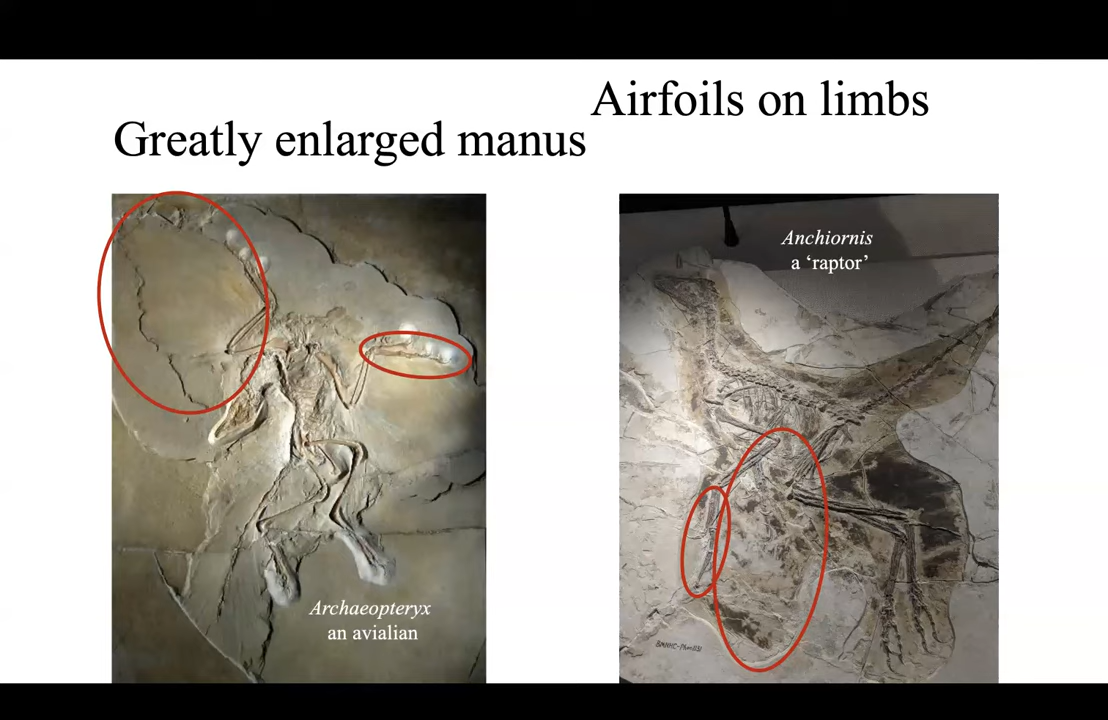 Airfoils on limbs
Greatly enlarged manus
Anchiornis
a ‘raptor’
Archaeopteryx
an avialian